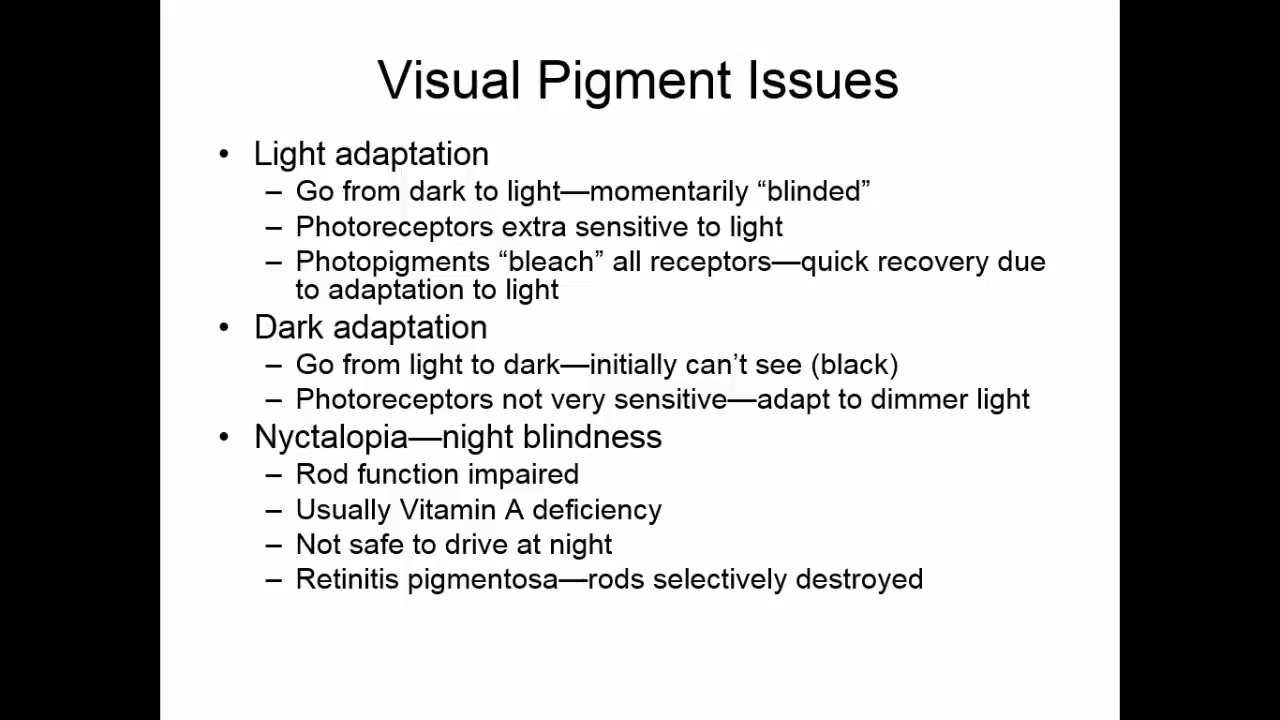 Visual Pigment Issues
• Light adaptation
– Go from dark to light—momentarily “blinded”
– Photoreceptors extra sensitive to light
– Photopigments “bleach” all receptors—quick recovery due
to adaptation to light
• Dark adaptation
– Go from light to dark—initially can’t see (black)
– Photoreceptors not very sensitive—adapt to dimmer light
• Nyctalopia—night blindness
– Rod function impaired
– Usually Vitamin A deficiency
– Not safe to drive at night
– Retinitis pigmentosa—rods selectively destroyed